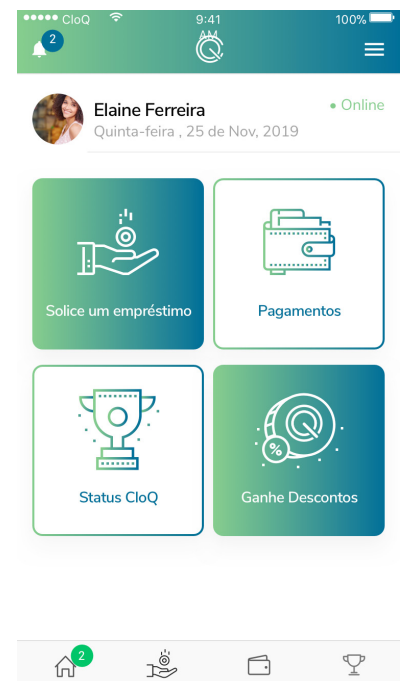 CloQ 9:41 100%
2
AM
Elaine Ferreira
• Online
Quinta-feira , 25 de Nov, 2019
Solice um empréstimo
Pagamentos
%
Status CloQ
Ganhe Descontos
2